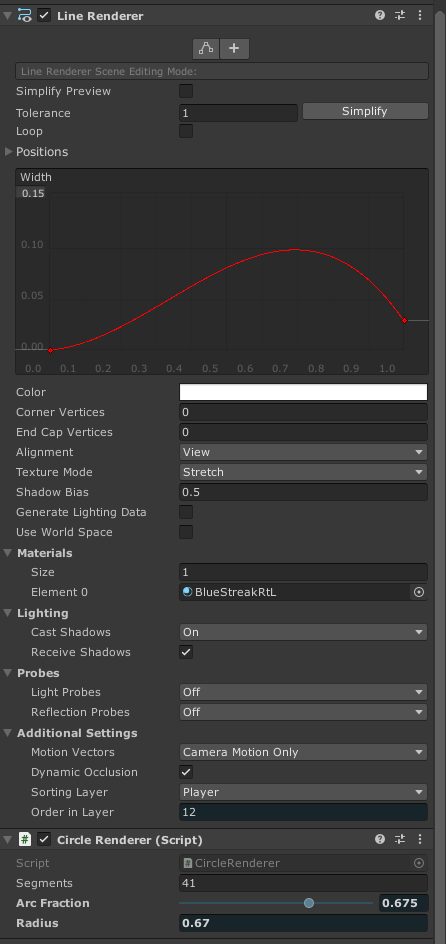 Line Renderer
Line Renderer Scene Editing Mode:
Simplify Preview
Tolerance 1 Simplify
Loop
Positions
Width
0.15
0.10
0.05
0.00
0.0 0.1 0.2 0.3 0.4 0.5 0.6 0.7 0.8 0.9 1.0
Color
Corner Vertices 0
End Cap Vertices 0
Alignment View
Texture Mode Stretch
Shadow Bias 0.5
Generate Lighting Data
Use World Space
Materials
Size 1
Element 0 BlueStreakRtL
Lighting
Cast Shadows On
Receive Shadows
Probes
Light Probes Off
Reflection Probes Off
Additional Settings
Motion Vectors Camera Motion Only
Dynamic Occlusion
Sorting Layer Player
Order in Layer 12
# Circle Renderer (Script)
Script # CircleRenderer
Segments 41
Arc Fraction 0.675
Radius 0.67